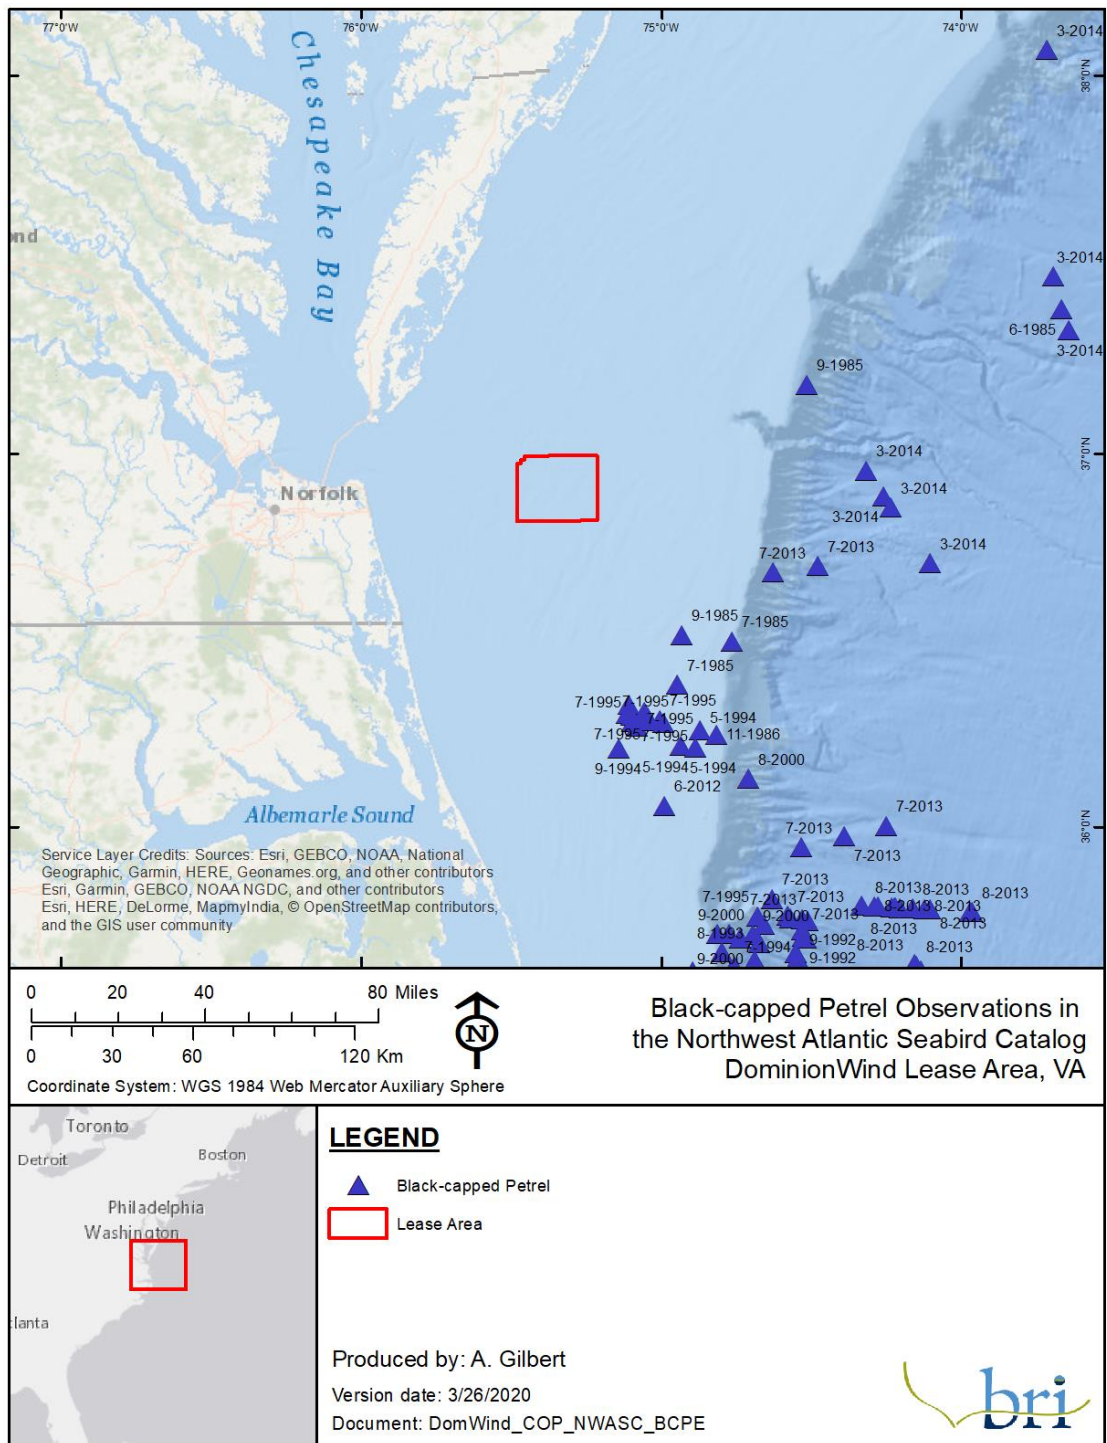 77°0'W
76°0'W
75°0'W
74°0'W
3-2014
38°0'N
Chesapeake Bay
nd
3-2014
6-1985
3-2014
9-1985
37°0'N
3-2014
3-2014
3-2014
Norfolk
7-2013
7-2013
3-2014
9-1985
7-1985
7-1985
7-1995
7-1995
7-1995
7-1995
5-1994
7-1995
7-1995
11-1986
9-1994
5-1994
5-1994
8-2000
6-2012
Albemarle Sound
7-2013
36°0'N
7-2013
7-2013
Service Layer Credits: Sources: Esri, GEBCO, NOAA, National
Geographic, Garmin, HERE, Geonames.org, and other contributors
Esri, Garmin, GEBCO, NOAA NGDC, and other contributors
Esri, HERE, DeLorme, MapmyIndia, © OpenStreetMap contributors,
and the GIS user community
7-2013
7-1995
7-2013
7-2013
8-2013
8-2013
8-2013
9-2000
9-2000
7-2013
8-2013
8-2013
8-2013
8-2013
8-1993
7-1994
9-1992
8-2013
8-2013
9-2000
9-1992
0 20 40 80 Miles
0 30 60 120 Km
N
Coordinate System: WGS 1984 Web Mercator Auxiliary Sphere
Black-capped Petrel Observations in
the Northwest Atlantic Seabird Catalog
DominionWind Lease Area, VA
Toronto
Detroit
Boston
Philadelphia
Washington
lanta
LEGEND
Black-capped Petrel
Lease Area
Produced by: A. Gilbert
Version date: 3/26/2020
Document: DomWind_COP_NWASC_BCPE
bri